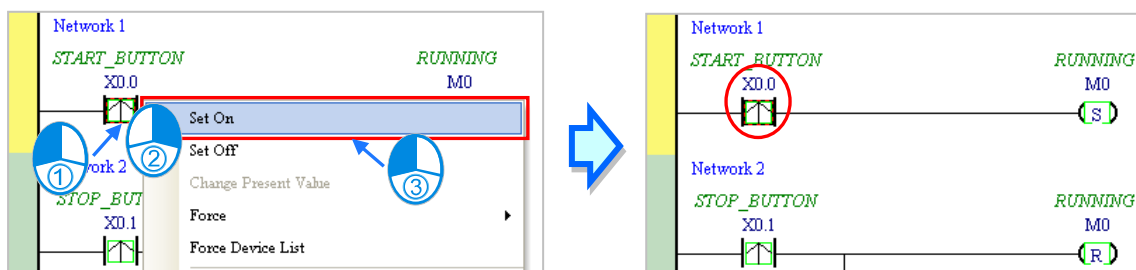 Network 1
START_BUTTON RUNNING
X0.0 M0
Set On
Set Off
① ② ③
work 2
Change Present Value
STOP_BUT
Force
X0.1
Force Device List
Network 1
START_BUTTON RUNNING
X0.0 M0
S
Network 2
STOP_BUTTON RUNNING
X0.1 M0
R